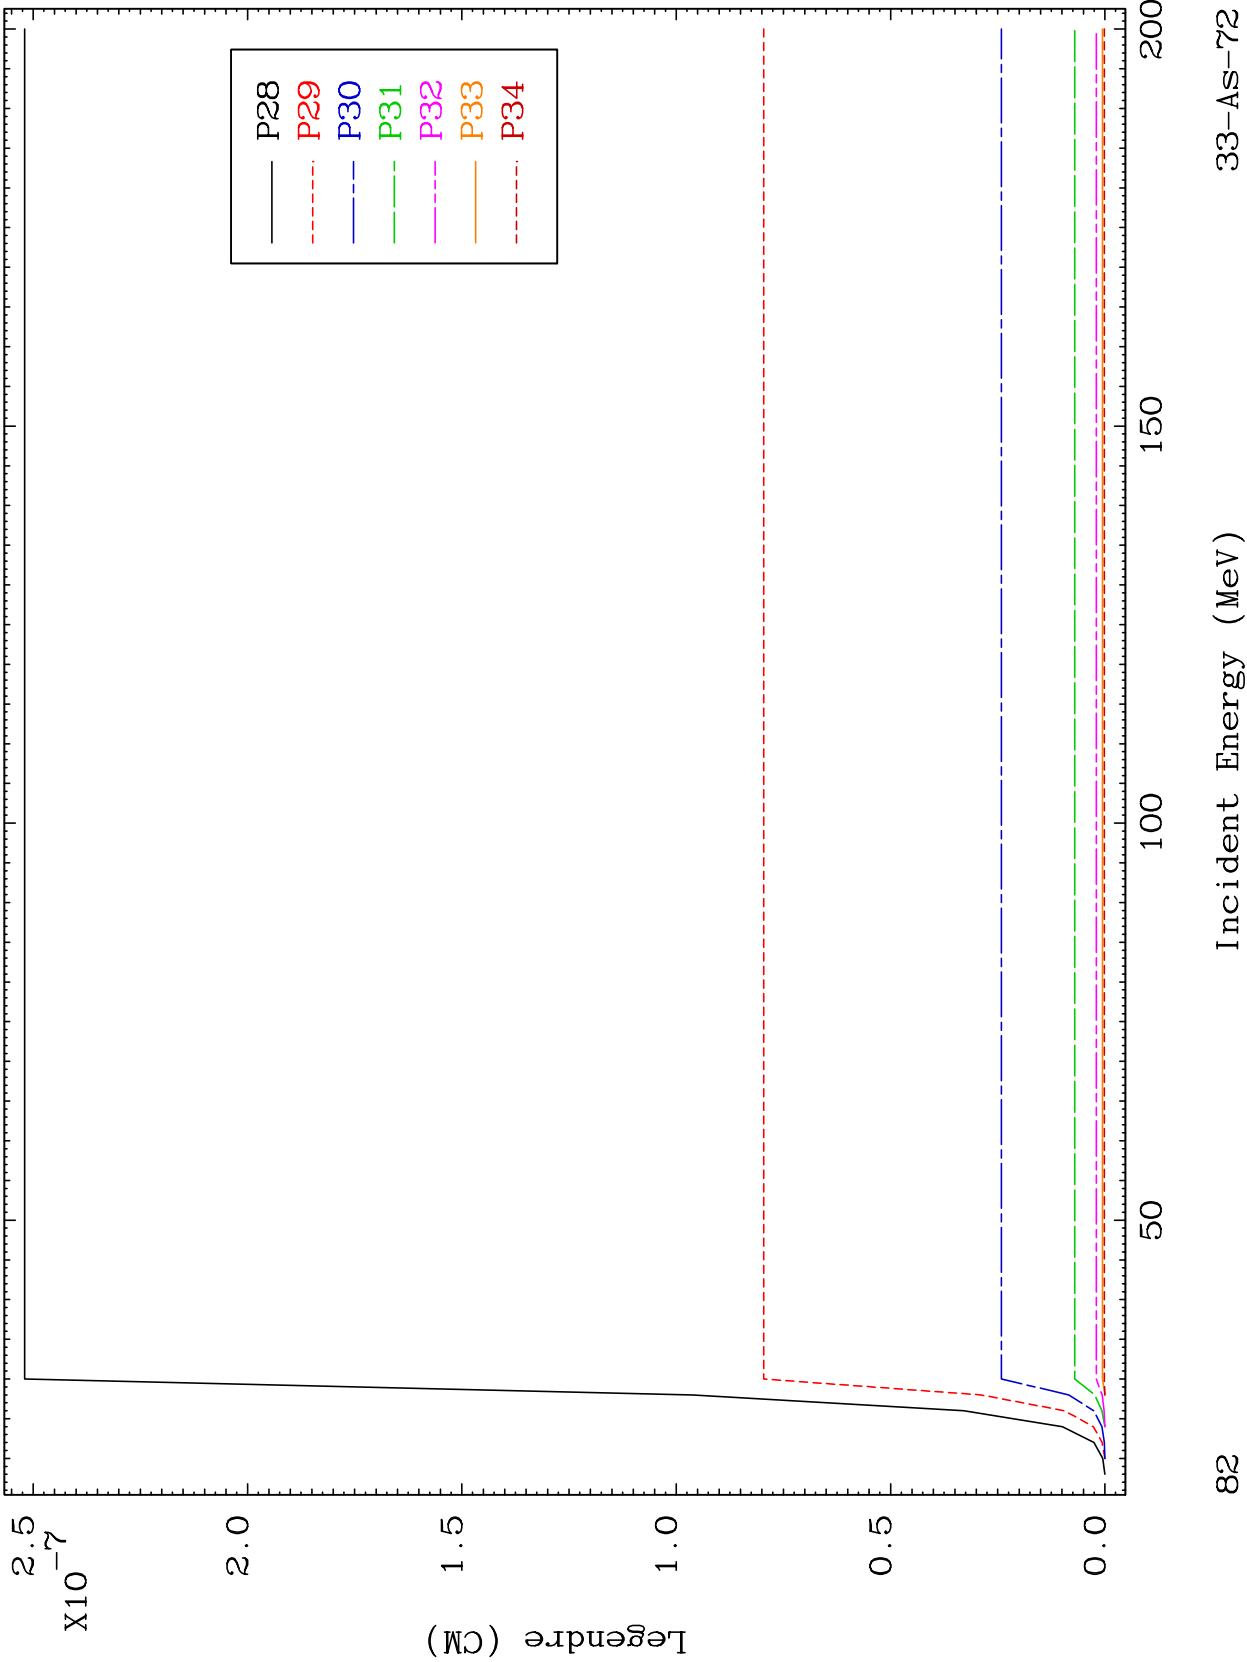 Legendre (CM)
X10-7
2.5
2.0
1.5
1.0
0.5
0.0
P28
P29
P30
P31
P32
P33
P34
50
100
150
200
82
Incident Energy (MeV)
33-As-72